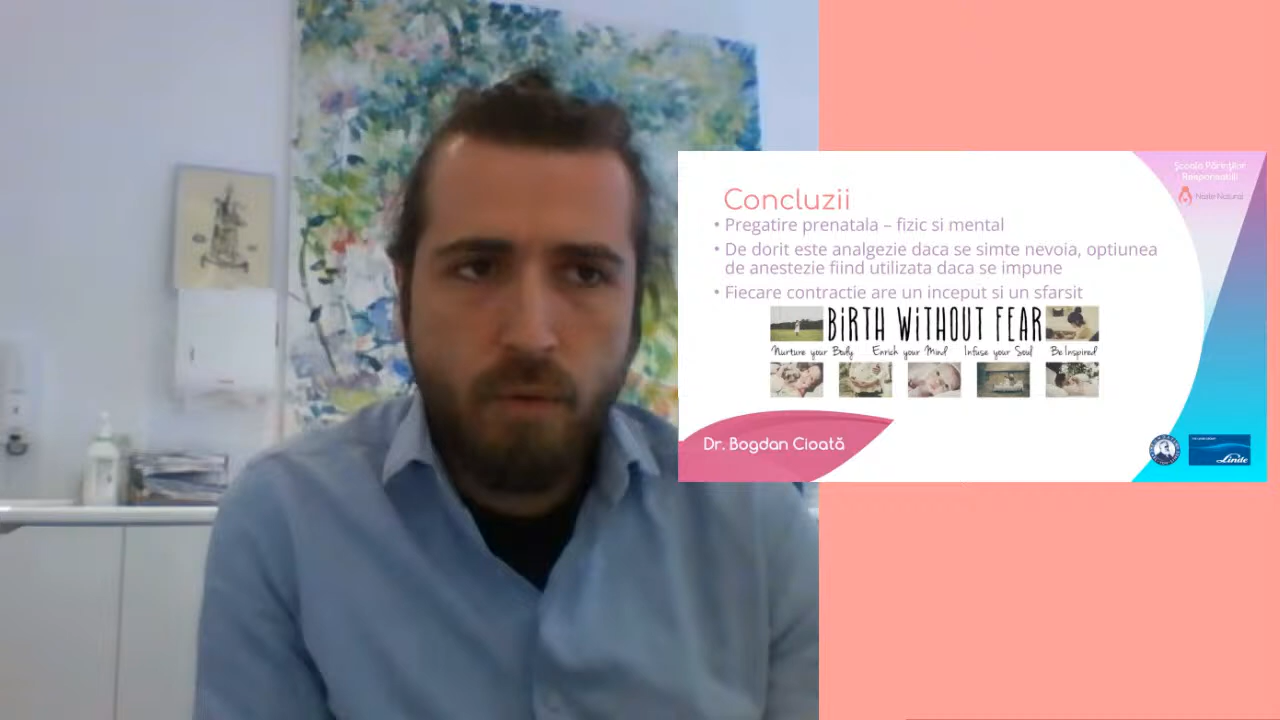 Școala Părinților
Responsabili
Naște Natural
Concluzii
• Pregatire prenatala – fizic si mental
• De dorit este analgezie daca se simte nevoia, optiunea
de anestezie fiind utilizata daca se impune
• Fiecare contractie are un inceput si un sfarsit
BiRTH WiTHOUT FEAR
Nurture your Body Enrich your Mind Infuse your Soul Be Inspired
Dr. Bogdan Cioată
Linde